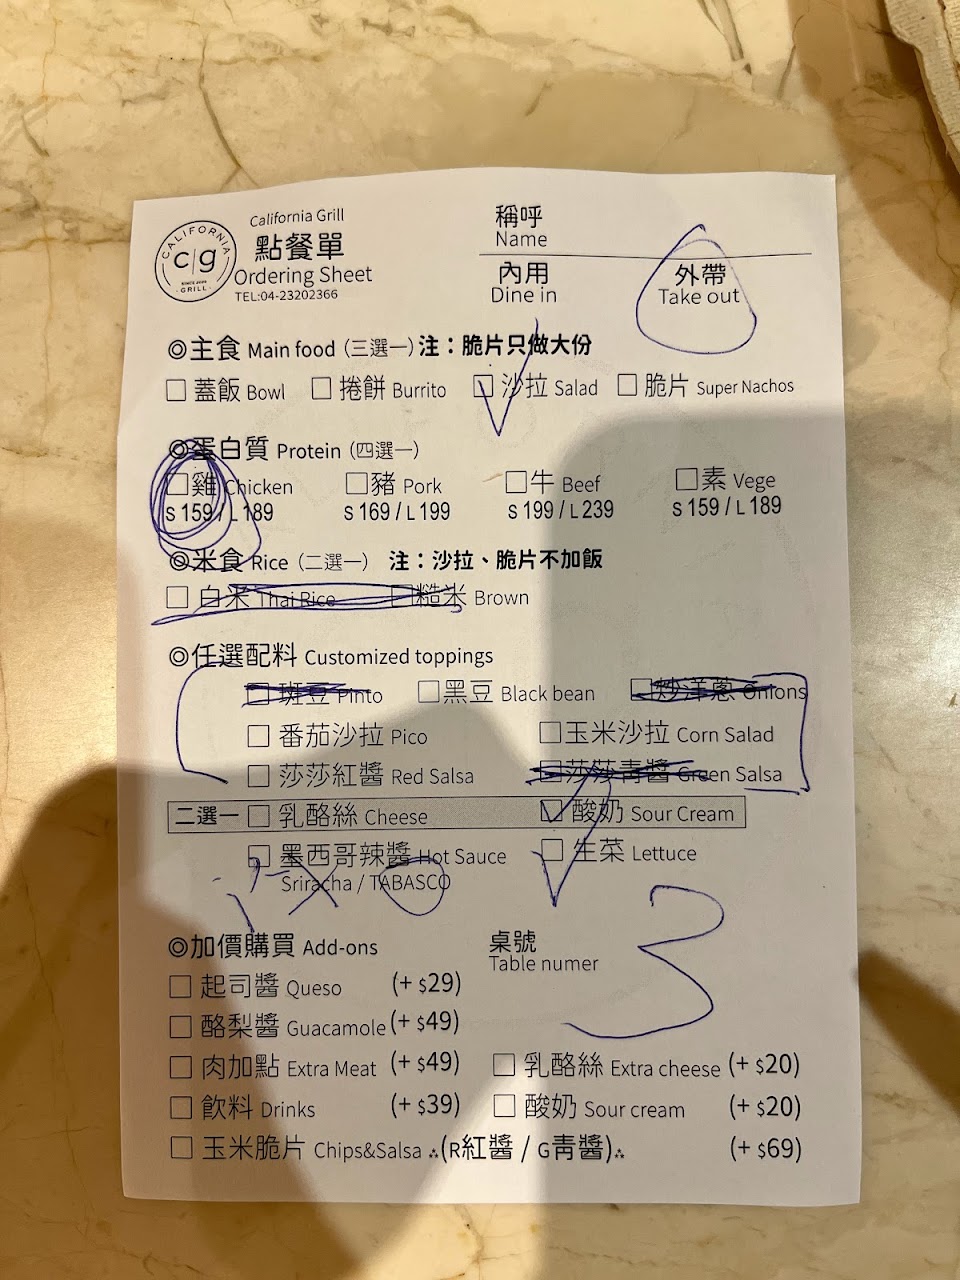 CALIFORNIA
c|g
SINCE 2005
GRILL
California Grill
點餐單
Ordering Sheet
TEL:04-23202366
稱呼
Name
內用
Dine in
外帶
Take out
◎主食 Main food (三選一) 注：脆片只做大份
□ 蓋飯 Bowl □ 捲餅 Burrito □ 沙拉 Salad □ 脆片 Super Nachos
◎蛋白質 Protein (四選一)
□雞 Chicken □豬 Pork □牛 Beef □素 Vege
S 159 / L 189 S 169 / L 199 S 199 / L 239 S 159 / L 189
◎米食 Rice (二選一) 注：沙拉、脆片不加飯
□ 白米 Thai Rice □糙米 Brown
◎任選配料 Customized toppings
□ 斑豆 Pinto □黑豆 Black bean □炒洋蔥 Onions
□ 番茄沙拉 Pico □玉米沙拉 Corn Salad
□ 莎莎紅醬 Red Salsa □莎莎青醬 Green Salsa
二選一 □ 乳酪絲 Cheese □ 酸奶 Sour Cream
□ 墨西哥辣醬 Hot Sauce □ 生菜 Lettuce
Sriracha / TABASCO
3
◎加價購買 Add-ons
桌號
Table numer
□ 起司醬 Queso (+ $29)
□ 酪梨醬 Guacamole (+ $49)
□ 肉加點 Extra Meat (+ $49) □ 乳酪絲 Extra cheese (+ $20)
□ 飲料 Drinks (+ $39) □ 酸奶 Sour cream (+ $20)
□ 玉米脆片 Chips&Salsa ∴(R紅醬 / G青醬)∴ (+ $69)